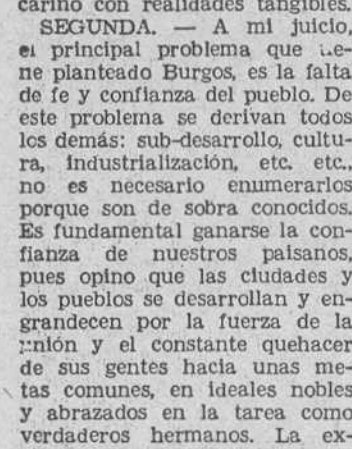 cariño con realidades tangibles.
SEGUNDA. — A mi juicio,
el principal problema que
ne planteado Burgos, es la falta
de fe y confianza del pueblo. De
este problema se derivan todos
los demás: sub-desarrollo, cultu-
ra, industrialización, etc. etc.,
no es necesario enumerarlos
porque son de sobra conocidos.
Es fundamental ganarse la con-
fianza de nuestros paisanos,
pues opino que las ciudades y
los pueblos se desarrollan y en-
grandecen por la fuerza de la
unión y el constante quehacer
de sus gentes hacia unas me-
tas comunes, en ideales nobles
y abrazados en la tarea como
verdaderos hermanos. La ex-